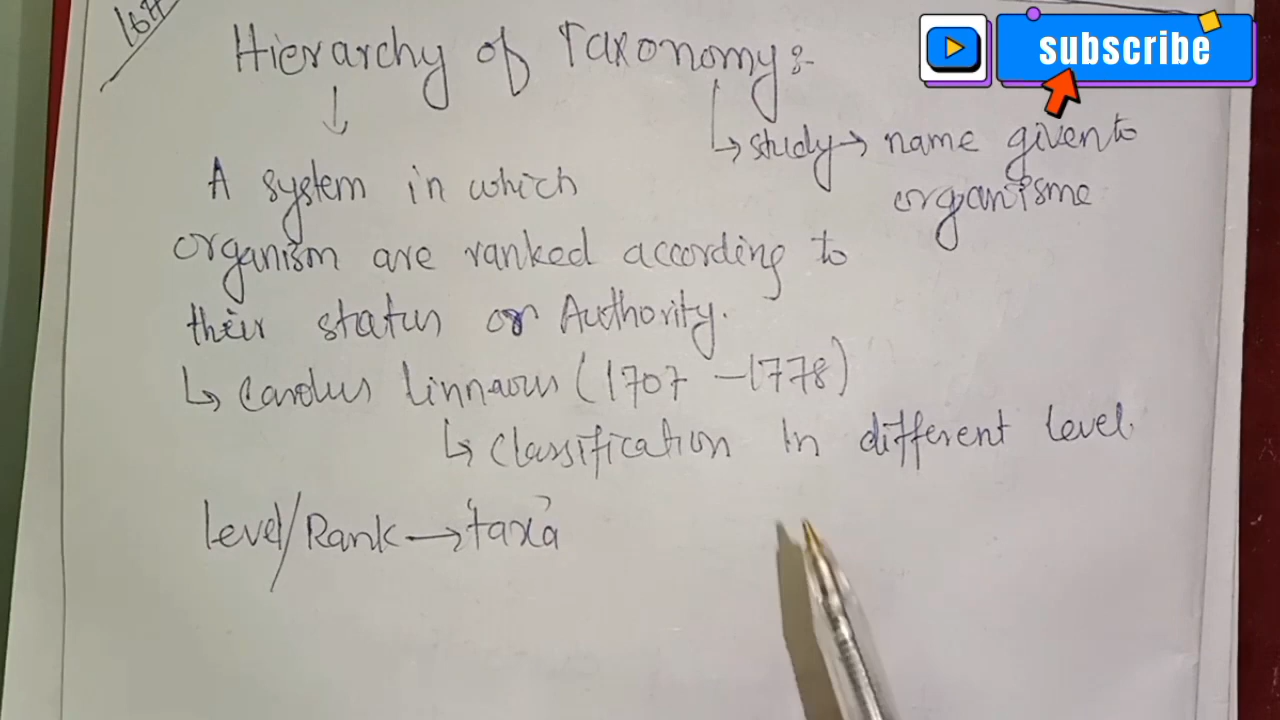 16th
subscribe
Hierarchy of Taxonomy:-
↳ study → name given to
organisme
↓
A system in which
organism are ranked according to
their status or Authority.
↳ Carolus linnaeus (1707 - 1778)
↳ classification In different level.
level/Rank → 'taxa'